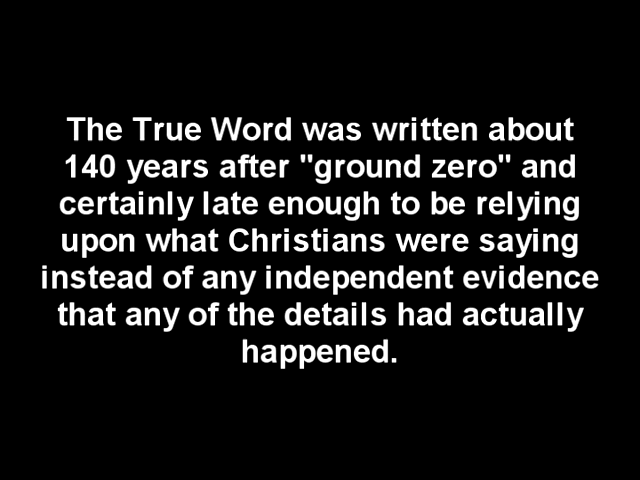 The True Word was written about
140 years after "ground zero" and
certainly late enough to be relying
upon what Christians were saying
instead of any independent evidence
that any of the details had actually
happened.